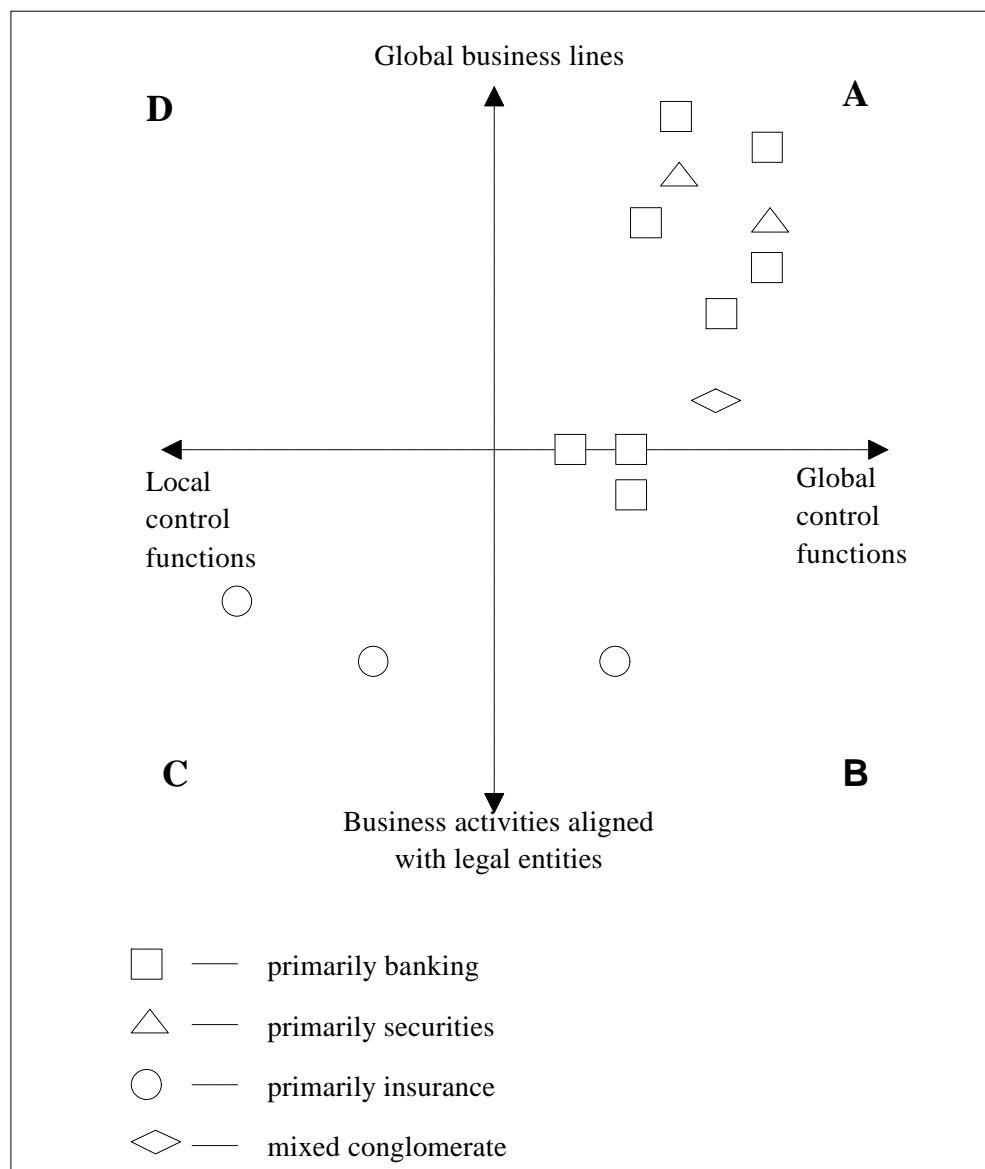 Global business lines
D
A
Local
control
functions
Global
control
functions
C
B
Business activities aligned
with legal entities
primarily banking
primarily securities
primarily insurance
mixed conglomerate